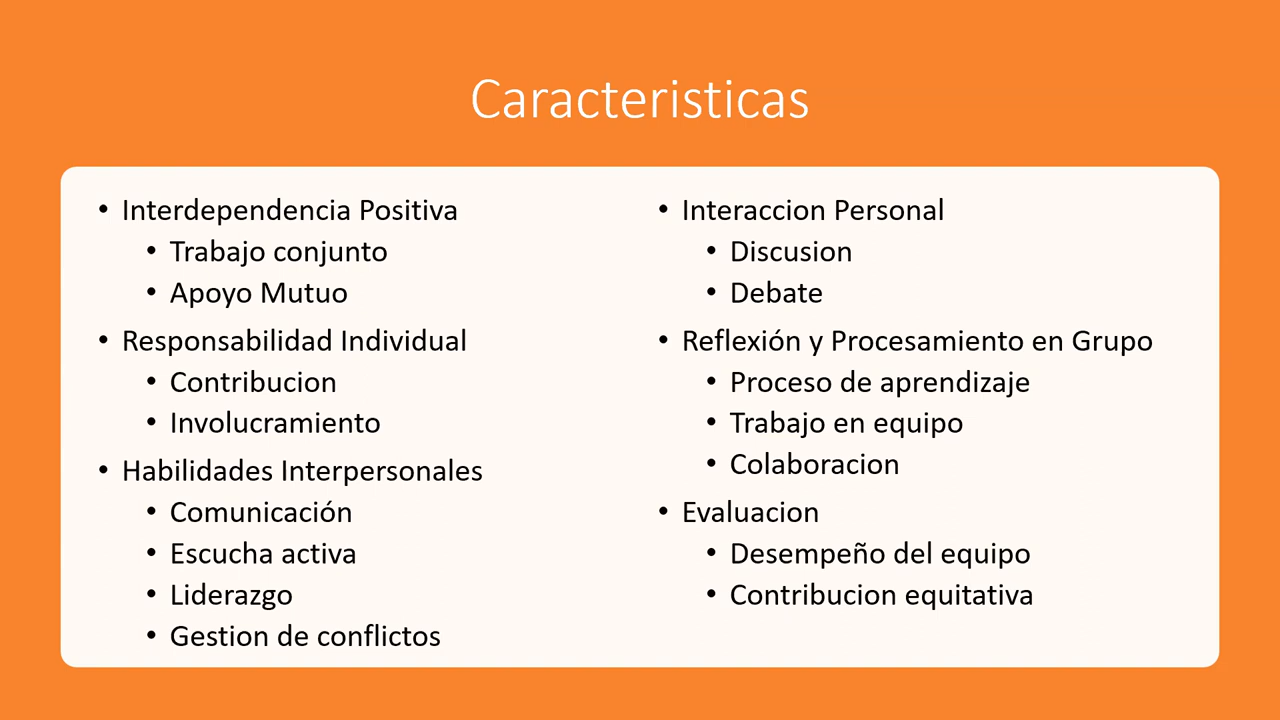 Caracteristicas
• Interdependencia Positiva
• Trabajo conjunto
• Apoyo Mutuo
• Responsabilidad Individual
• Contribucion
• Involucramiento
• Habilidades Interpersonales
• Comunicación
• Escucha activa
• Liderazgo
• Gestion de conflictos
• Interaccion Personal
• Discusion
• Debate
• Reflexión y Procesamiento en Grupo
• Proceso de aprendizaje
• Trabajo en equipo
• Colaboracion
• Evaluacion
• Desempeño del equipo
• Contribucion equitativa